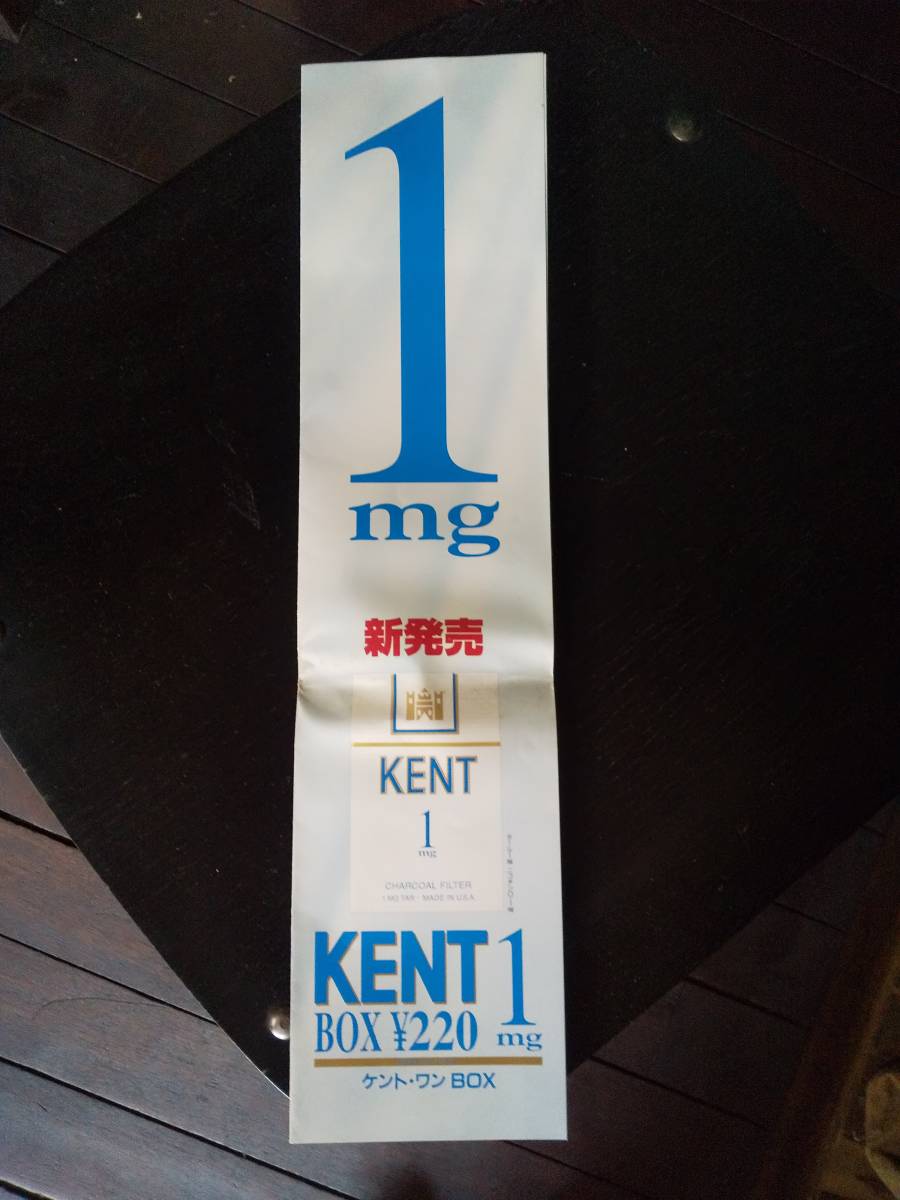 1
mg
新発売
KENT
1
mg
CHARCOAL FILTER
1 MG TAR · MADE IN U.S.A.
KENT 1
BOX ¥220 mg
ケント・ワン BOX